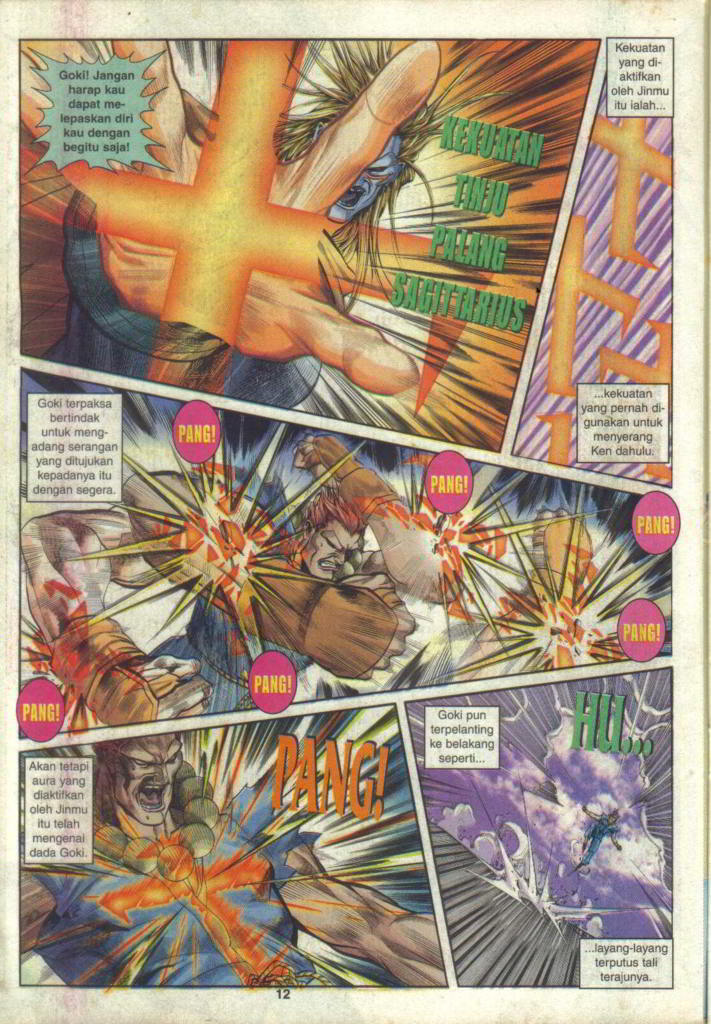 Goki! Jangan
harap kau
dapat me-
lepaskan diri
kau dengan
begitu saja!
KEKUATAN
TINJU
PALANG
SAGITTARIUS
Kekuatan
yang di-
aktifkan
oleh Jinmu
itu ialah...
...kekuatan
yang pernah di-
gunakan untuk
menyerang
Ken dahulu.
Goki terpaksa
bertindak
untuk meng-
adang serangan
yang ditujukan
kepadanya itu
dengan segera.
PANG!
PANG!
PANG!
PANG!
PANG!
PANG!
Akan tetapi
aura yang
diaktifkan
oleh Jinmu
itu telah
mengenai
dada Goki.
PANG!
Goki pun
terpelanting
ke belakang
seperti...
HU...
...layang-layang
terputus tali
terajunya.
12